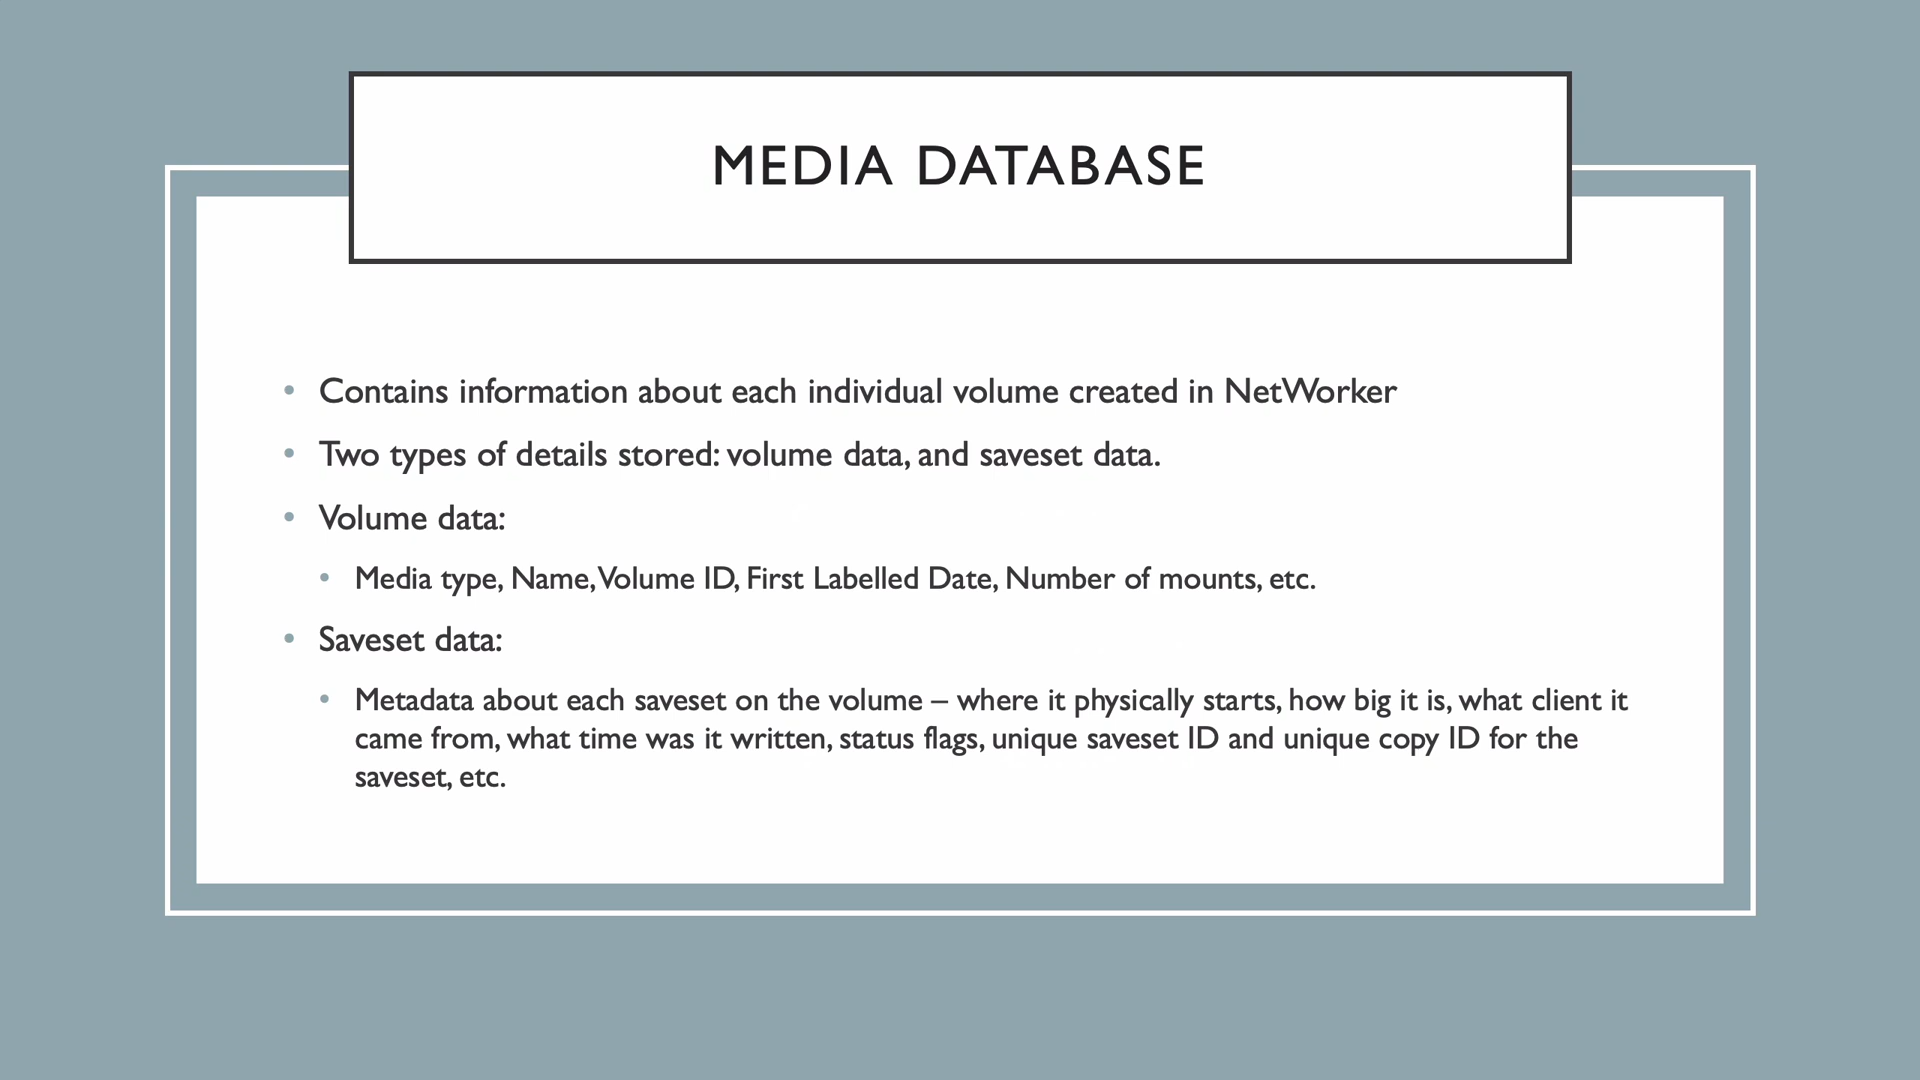 MEDIA DATABASE
• Contains information about each individual volume created in NetWorker
• Two types of details stored: volume data, and saveset data.
• Volume data:
• Media type, Name, Volume ID, First Labelled Date, Number of mounts, etc.
• Saveset data:
• Metadata about each saveset on the volume – where it physically starts, how big it is, what client it
came from, what time was it written, status flags, unique saveset ID and unique copy ID for the
saveset, etc.